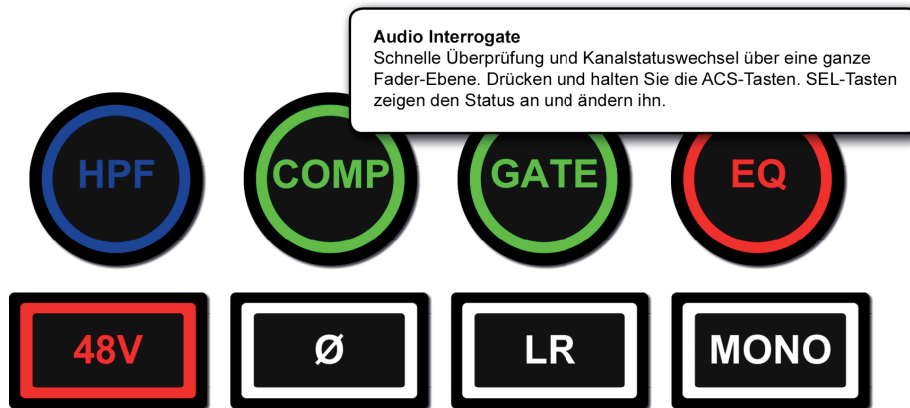 Audio Interrogate
Schnelle Überprüfung und Kanalstatuswechsel über eine ganze
Fader-Ebene. Drücken und halten Sie die ACS-Tasten. SEL-Tasten
zeigen den Status an und ändern ihn.
HPF
COMP
GATE
EQ
48V
Ø
LR
MONO